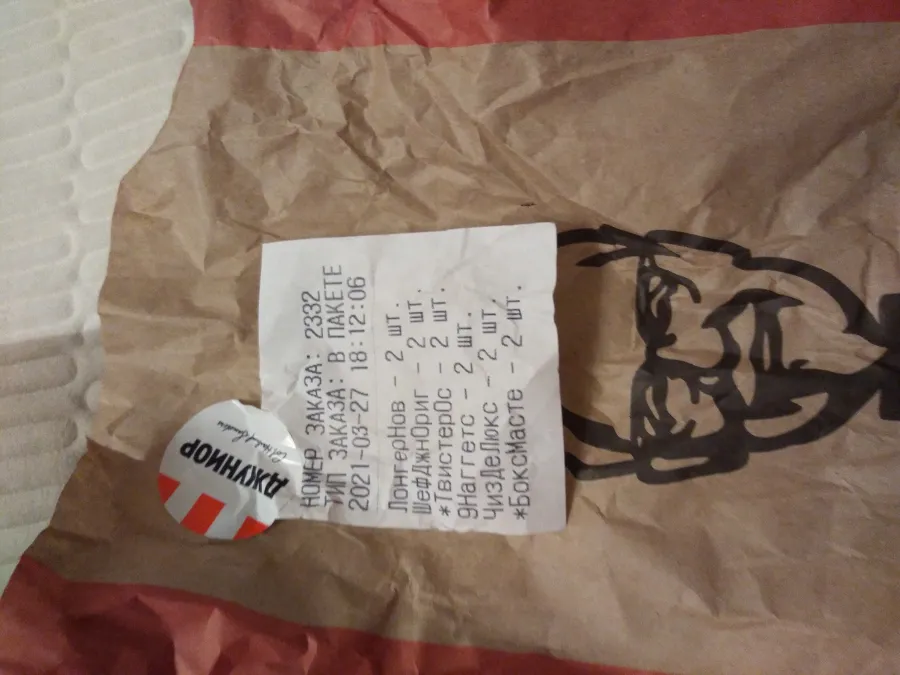 НОМЕР ЗАКАЗА: 2332
ТИП ЗАКАЗА: В ПАКЕТЕ
2021-03-27 18:12:06
ЛонгерНов - 2 шт.
ШефДжнОриг - 2 шт.
*ТвистерОс - 2 шт.
9Наггетс - 2 шт.
ЧизДеЛюкс - 2 шт.
*БоксМасте - 2 шт.
ДЖУНИОР